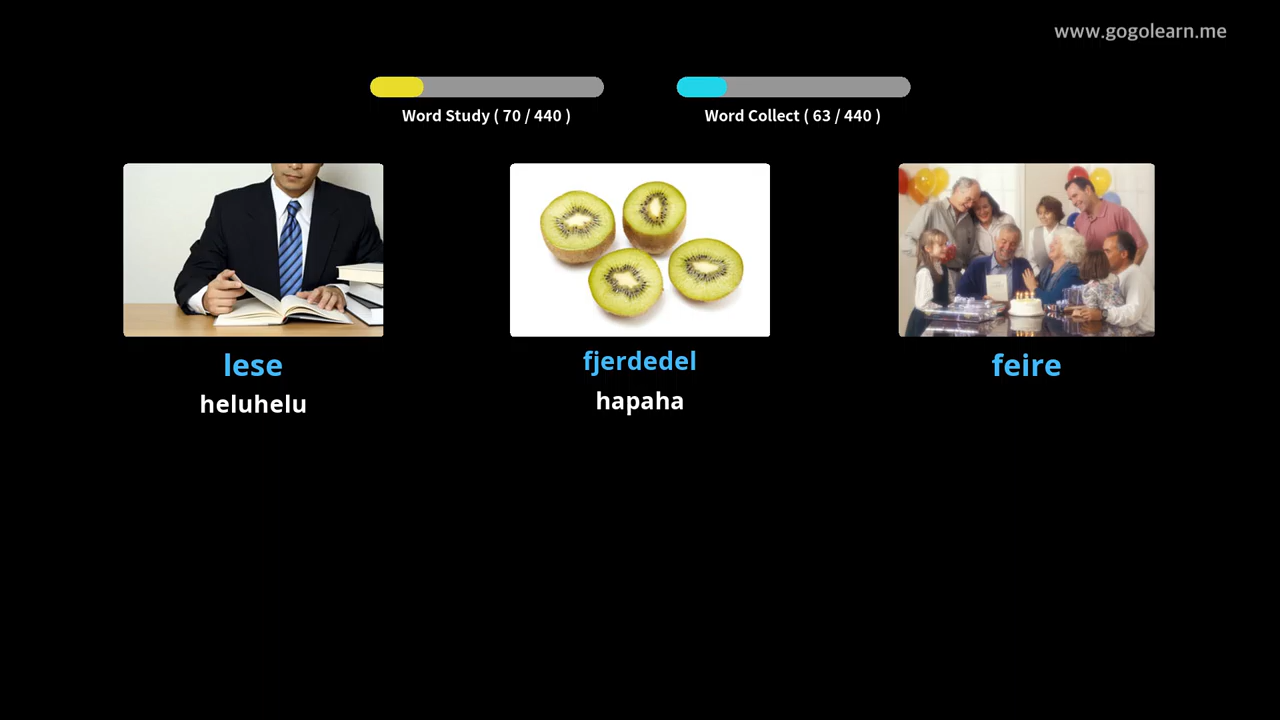 www.gogolearn.me
Word Study ( 70 / 440 )
Word Collect ( 63 / 440 )
lese
heluhelu
fjerdedel
hapaha
feire